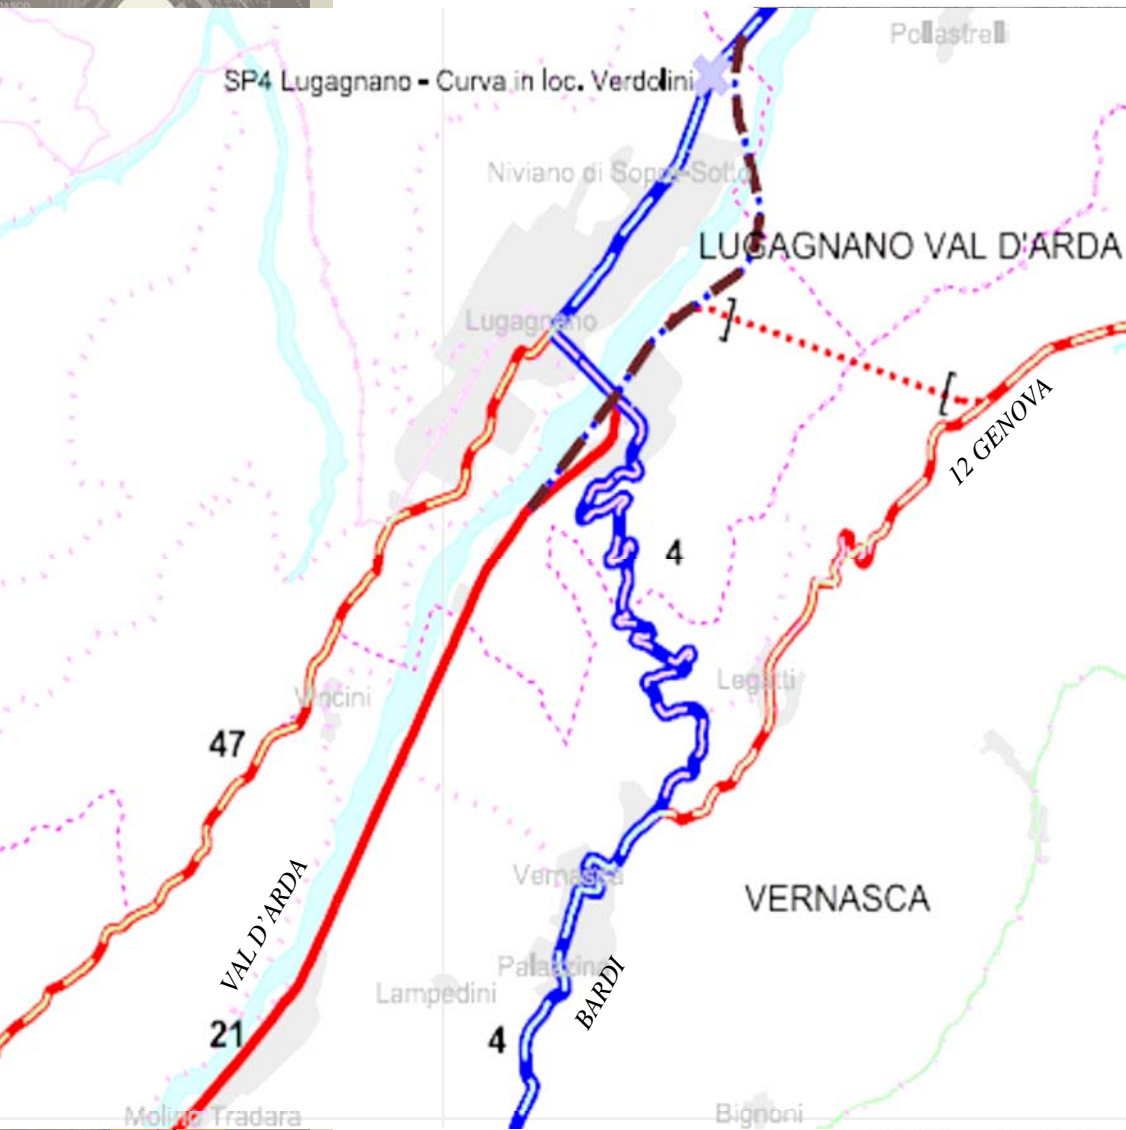 Pollastrelli
SP4 Lugagnano - Curva in loc. Verdolini
Niviano di Sopra-Sotto
LUGAGNANO VAL D'ARDA
Lugagnano
12 GENOVA
4
Legatti
Vincini
47
Vernasca
VERNASCA
VAL D’ARDA
Palazzina
Lampedini
BARDI
21
4
Molino Tradara
Bignoni